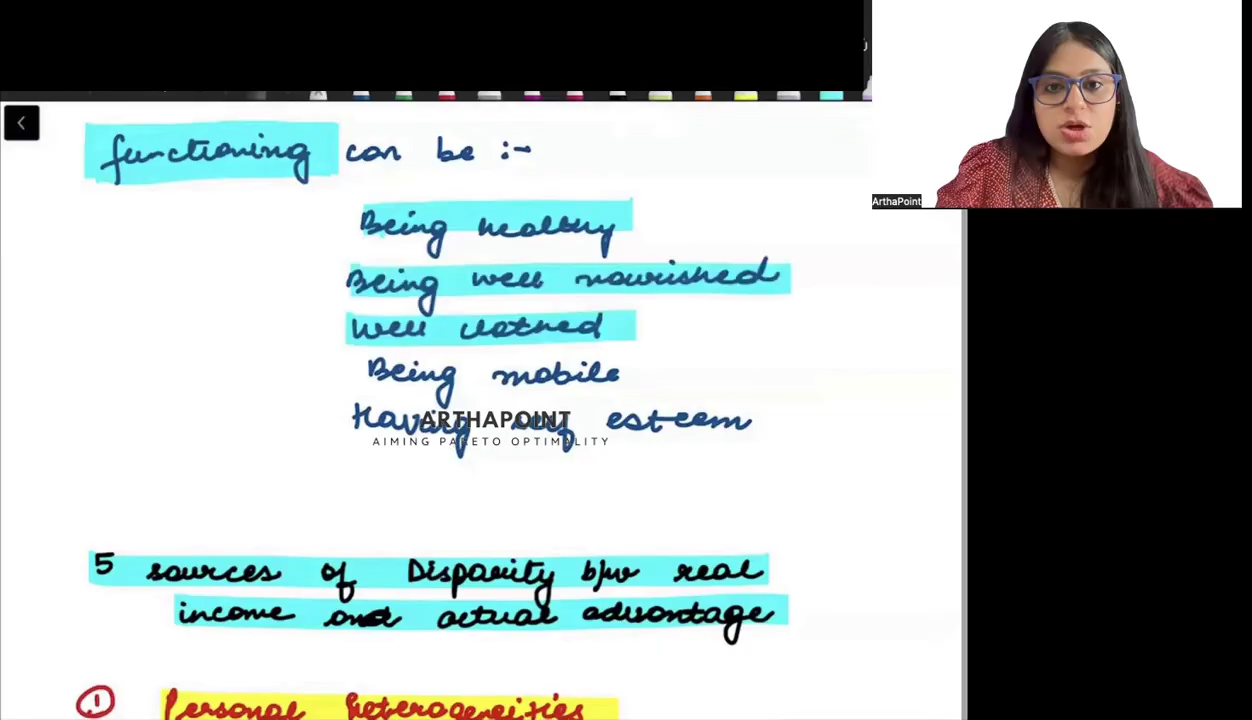 functioning can be :-
Being healthy
Being well nourished
well clothed
Being mobile
Having self esteem
ARTHAPOINT
AIMING PARETO OPTIMALITY
5 sources of Disparity b/w real
income and actual advantage
1 Personal heterogeneities
ArthaPoint